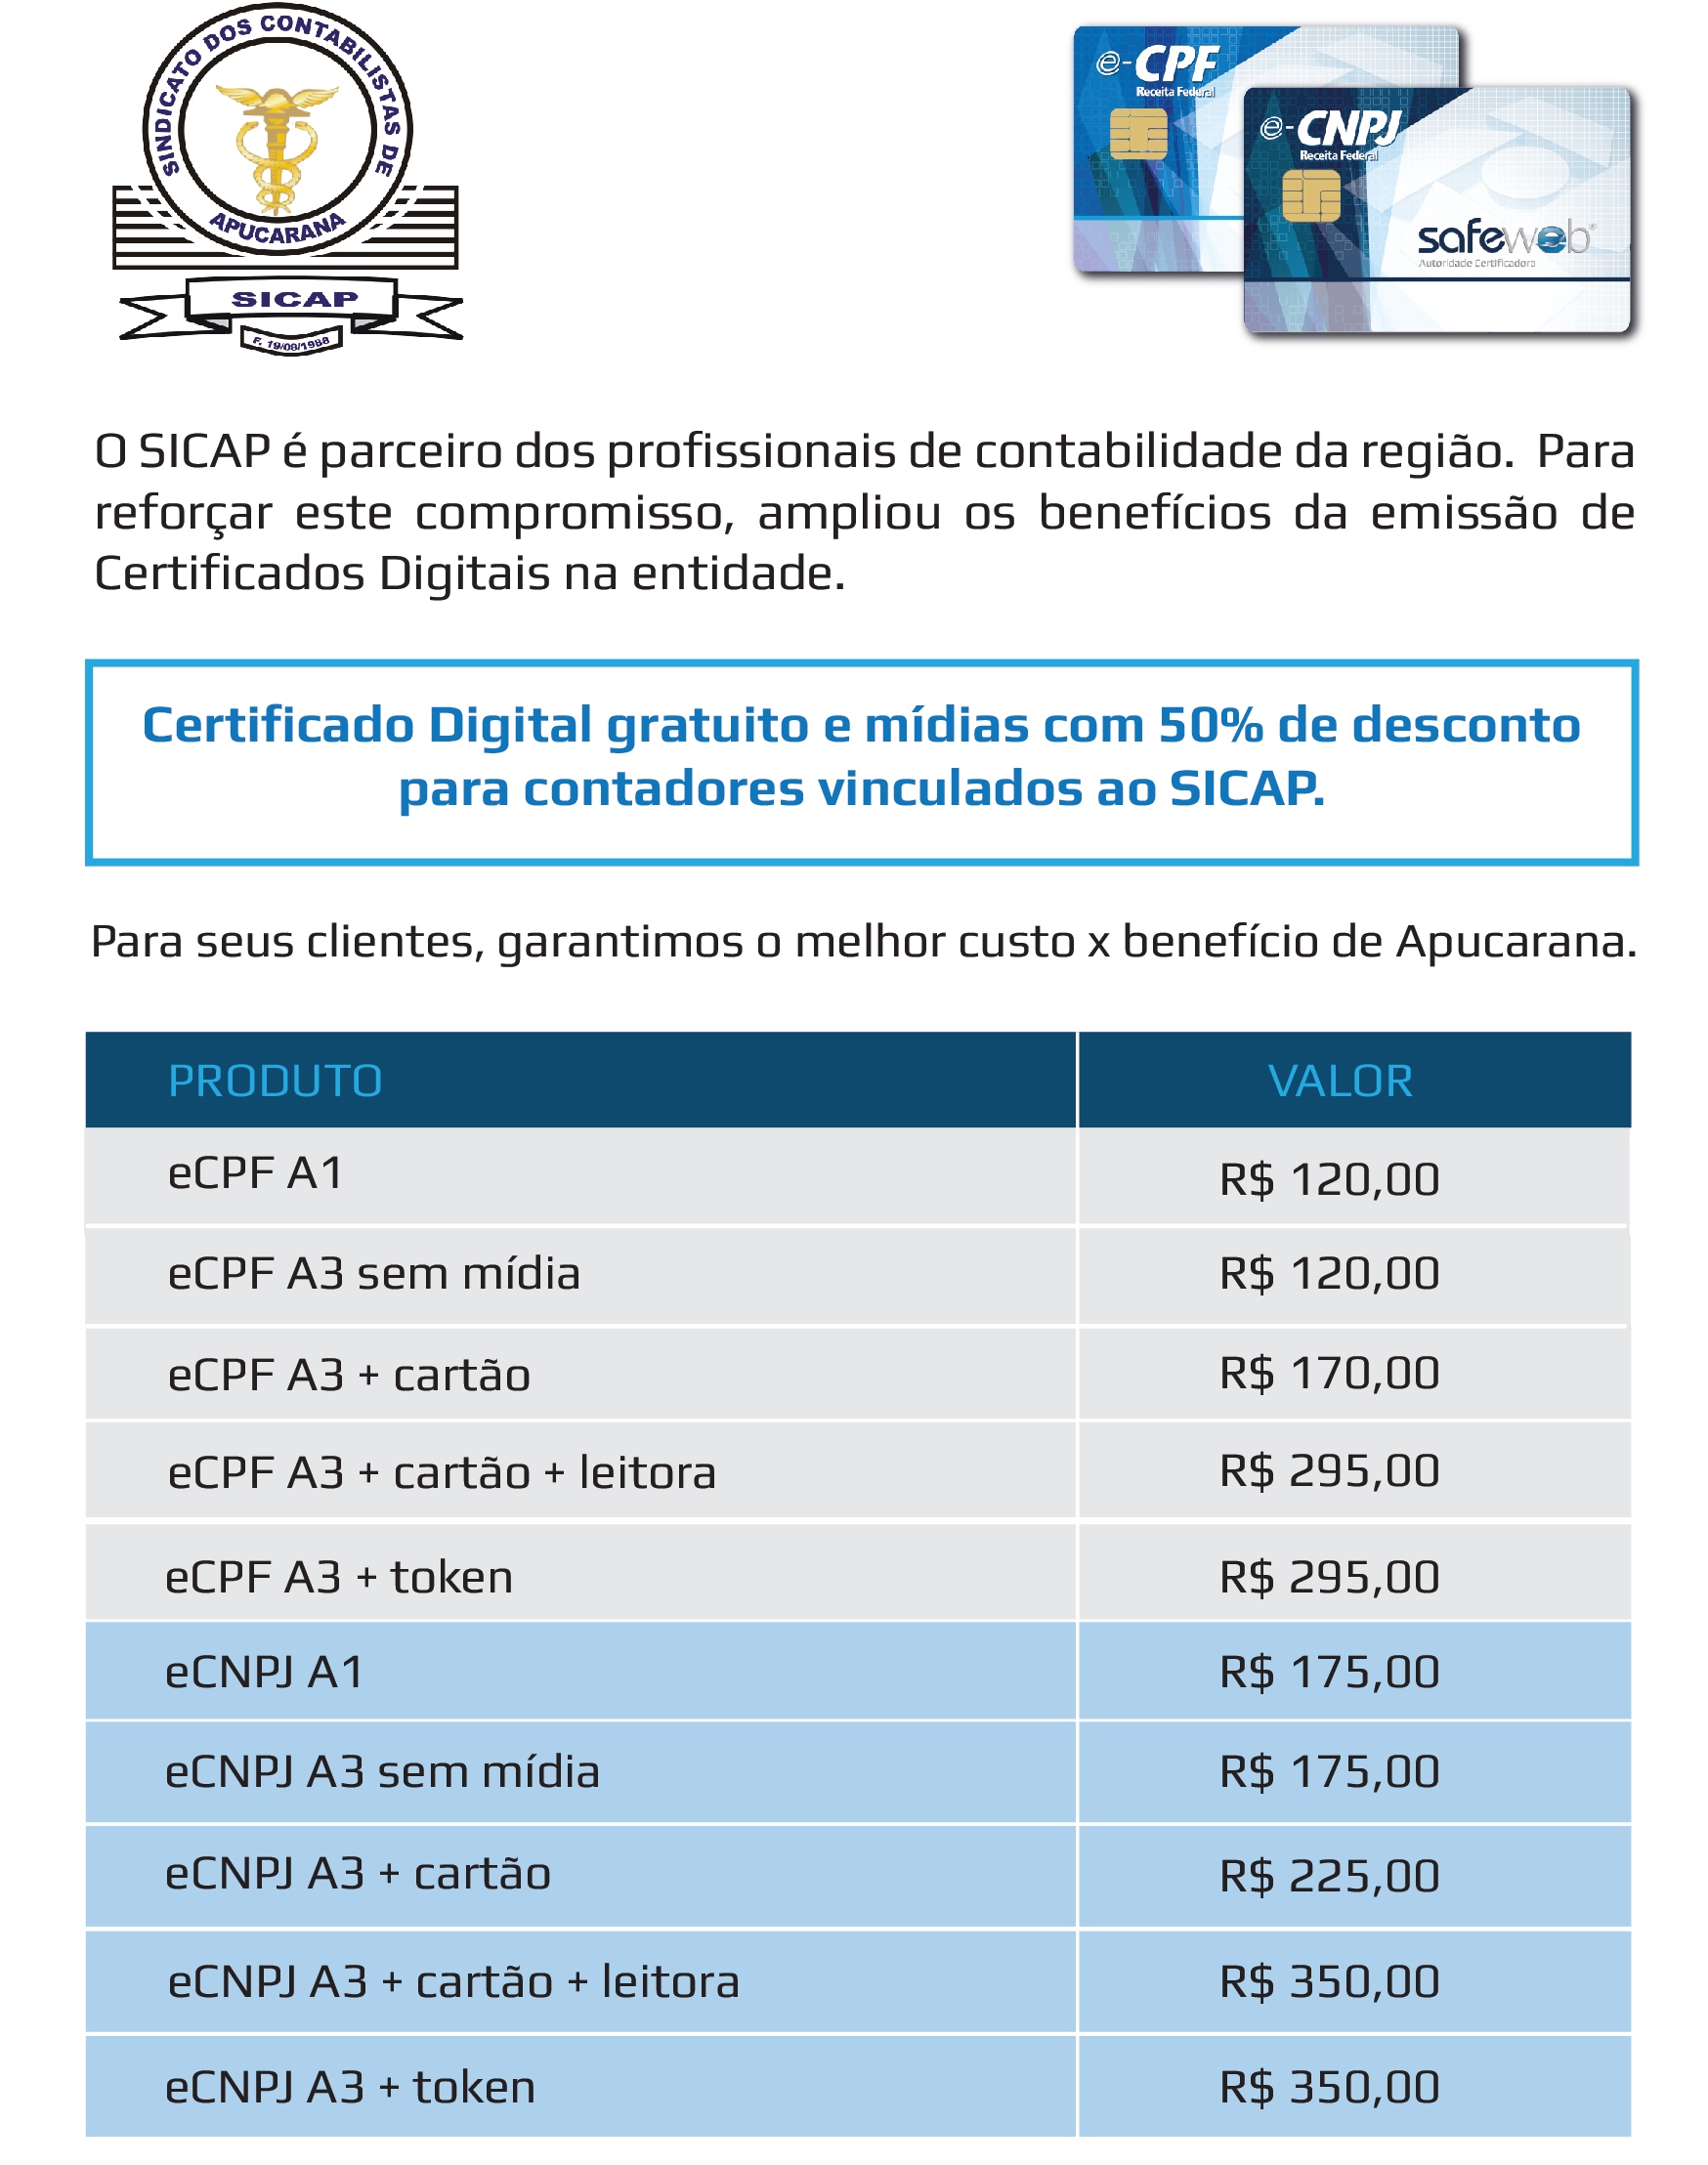 SINDICATO DOS CONTABILISTAS DE
APUCARANA
SICAP
F. 19/08/1988
e-CPF
Receita Federal
e-CNPJ
Receita Federal
safeweb®
Autoridade Certificadora
O SICAP é parceiro dos profissionais de contabilidade da região. Para
reforçar este compromisso, ampliou os benefícios da emissão de
Certificados Digitais na entidade.
Certificado Digital gratuito e mídias com 50% de desconto
para contadores vinculados ao SICAP.
Para seus clientes, garantimos o melhor custo x benefício de Apucarana.
PRODUTO VALOR
eCPF A1 R$ 120,00
eCPF A3 sem mídia R$ 120,00
eCPF A3 + cartão R$ 170,00
eCPF A3 + cartão + leitora R$ 295,00
eCPF A3 + token R$ 295,00
eCNPJ A1 R$ 175,00
eCNPJ A3 sem mídia R$ 175,00
eCNPJ A3 + cartão R$ 225,00
eCNPJ A3 + cartão + leitora R$ 350,00
eCNPJ A3 + token R$ 350,00